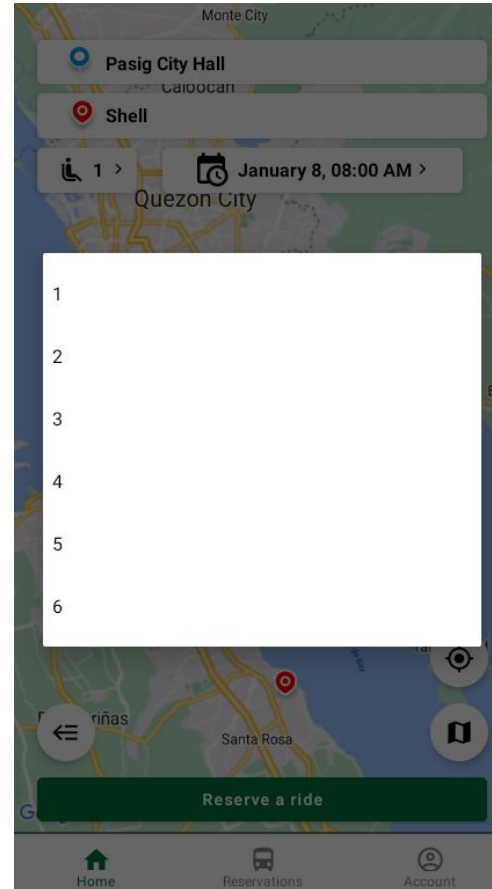 Monte City
Pasig City Hall
Caloocan
Shell
1 >
January 8, 08:00 AM >
Quezon City
1
2
3
4
5
6
Santa Rosa
Reserve a ride
Home
Reservations
Account